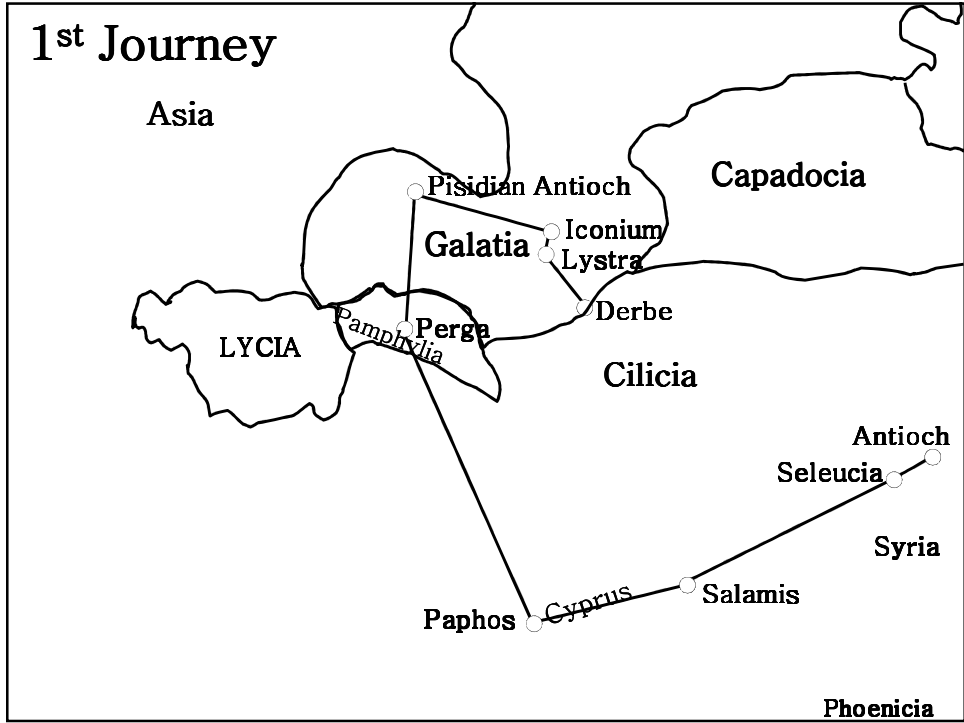 1st Journey
Asia
Capadocia
Pisidian Antioch
Iconium
Galatia
Lystra
Derbe
Pamphylia
Perga
LYCIA
Cilicia
Antioch
Seleucia
Syria
Salamis
Cyprus
Paphos
Phoenicia